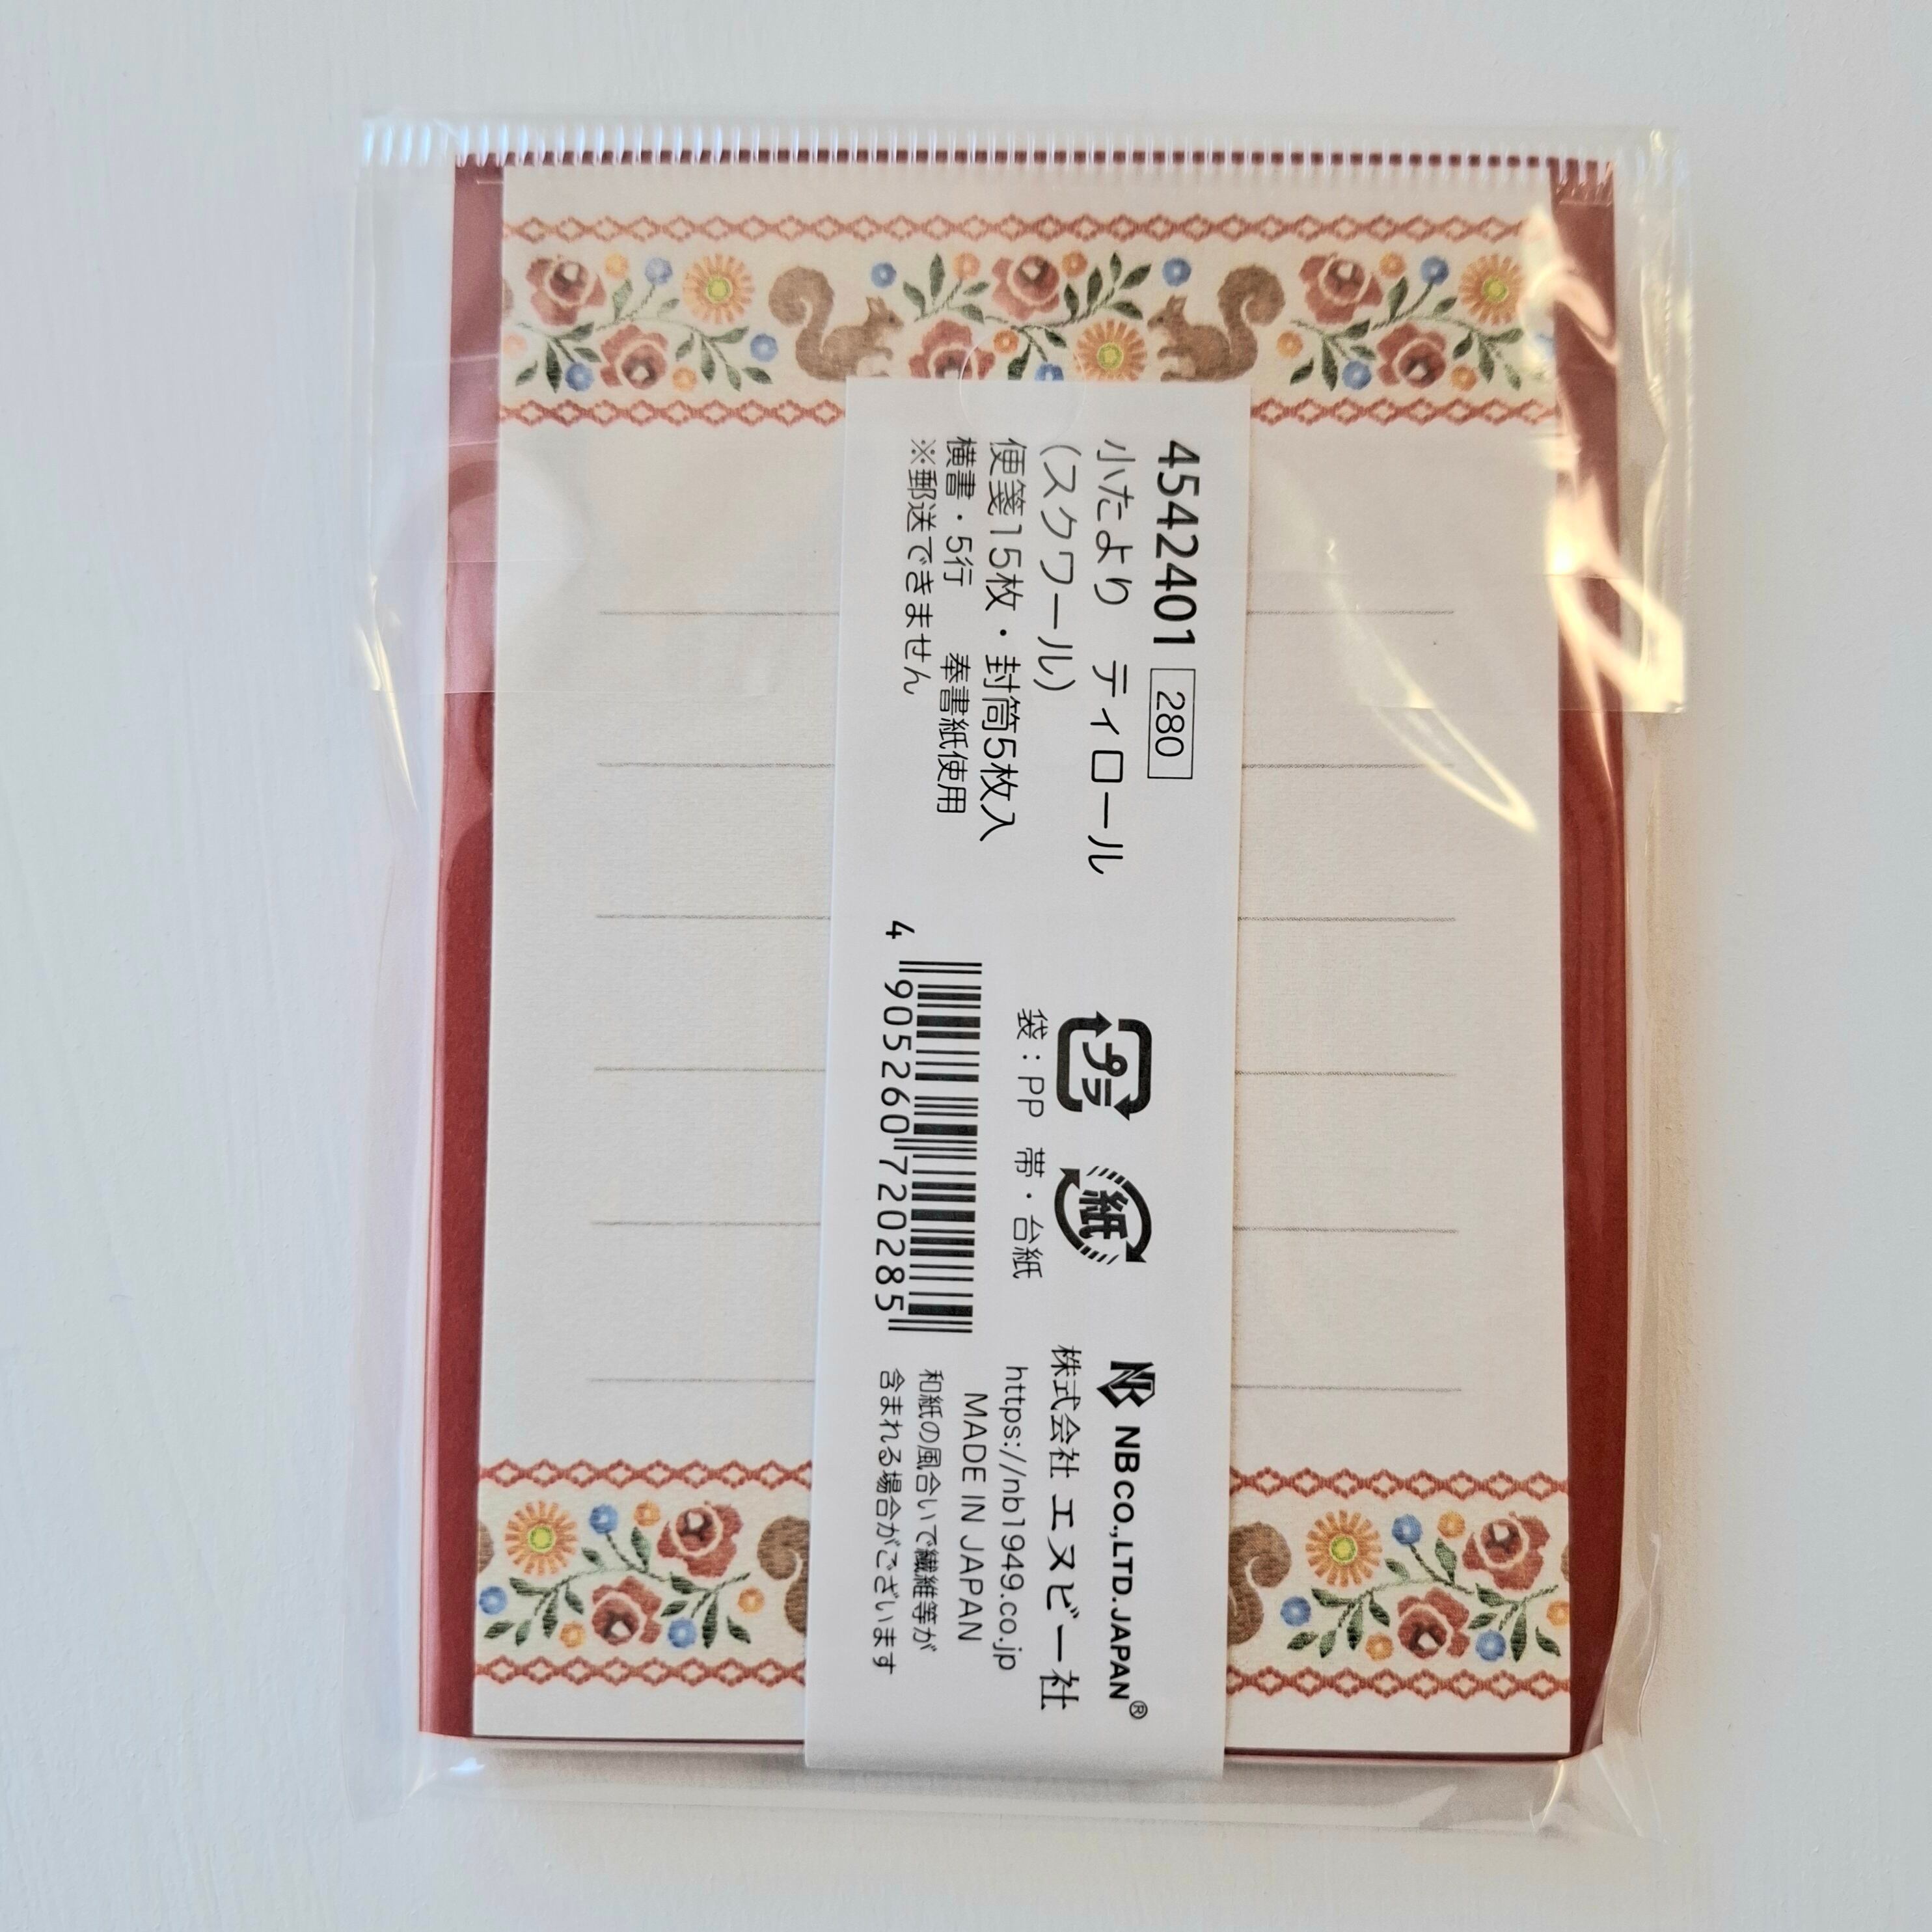 4542401 280
小たより ティロール
(スクワール)
便箋15枚・封筒5枚入
横書・5行 奉書紙使用
※郵送できません
プラ
紙
袋：PP 帯・台紙
4 905260 720285
NB CO.,LTD.JAPAN®
株式会社 エヌビー社
https://nb1949.co.jp
MADE IN JAPAN
和紙の風合いで繊維等が
含まれる場合がございます